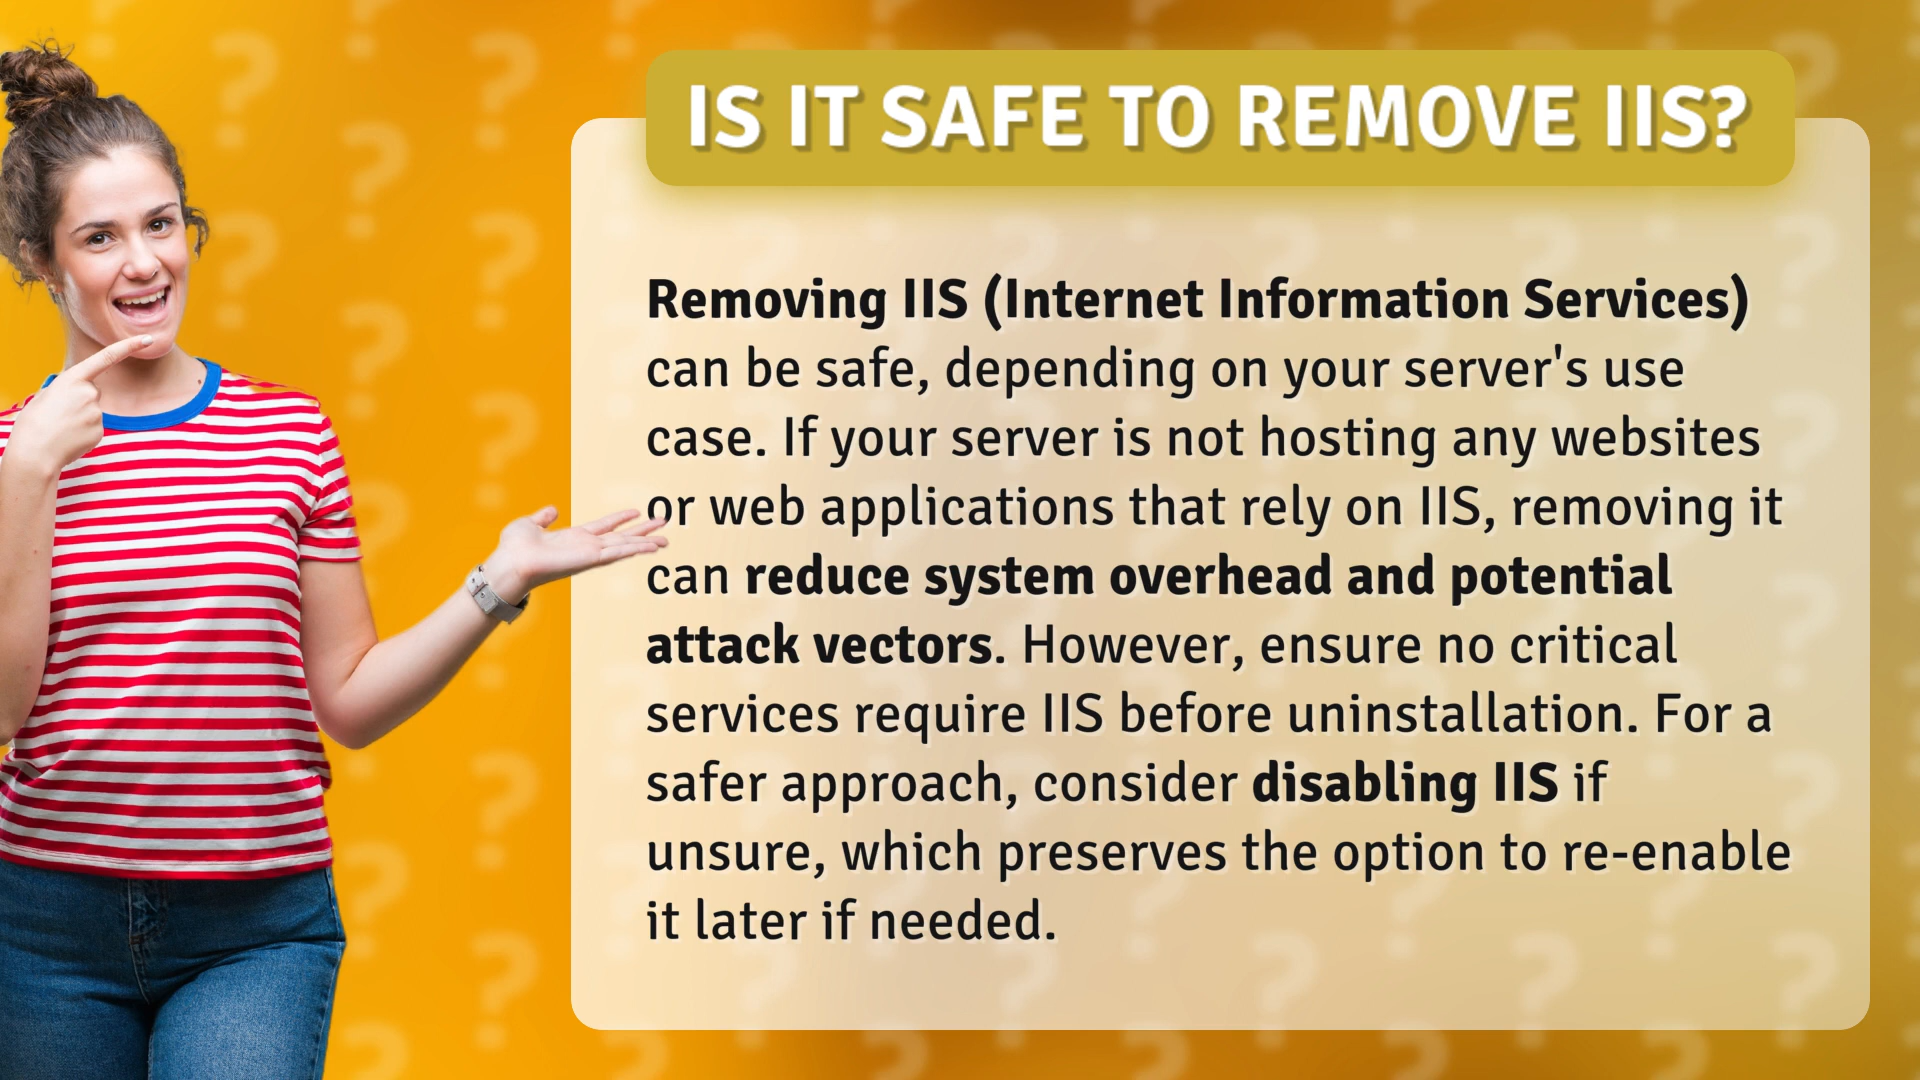 IS IT SAFE TO REMOVE IIS?
Removing IIS (Internet Information Services)
can be safe, depending on your server's use
case. If your server is not hosting any websites
or web applications that rely on IIS, removing it
can reduce system overhead and potential
attack vectors. However, ensure no critical
services require IIS before uninstallation. For a
safer approach, consider disabling IIS if
unsure, which preserves the option to re-enable
it later if needed.